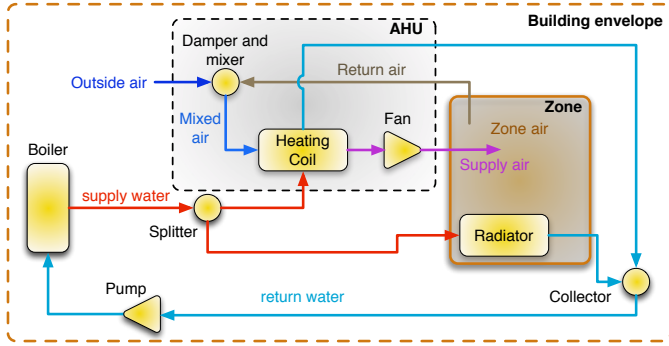 Building envelope
AHU
Damper and
mixer
Outside air
Return air
Mixed
air
Heating
Coil
Fan
Zone
Zone air
Supply air
Boiler
supply water
Splitter
Radiator
Pump
return water
Collector